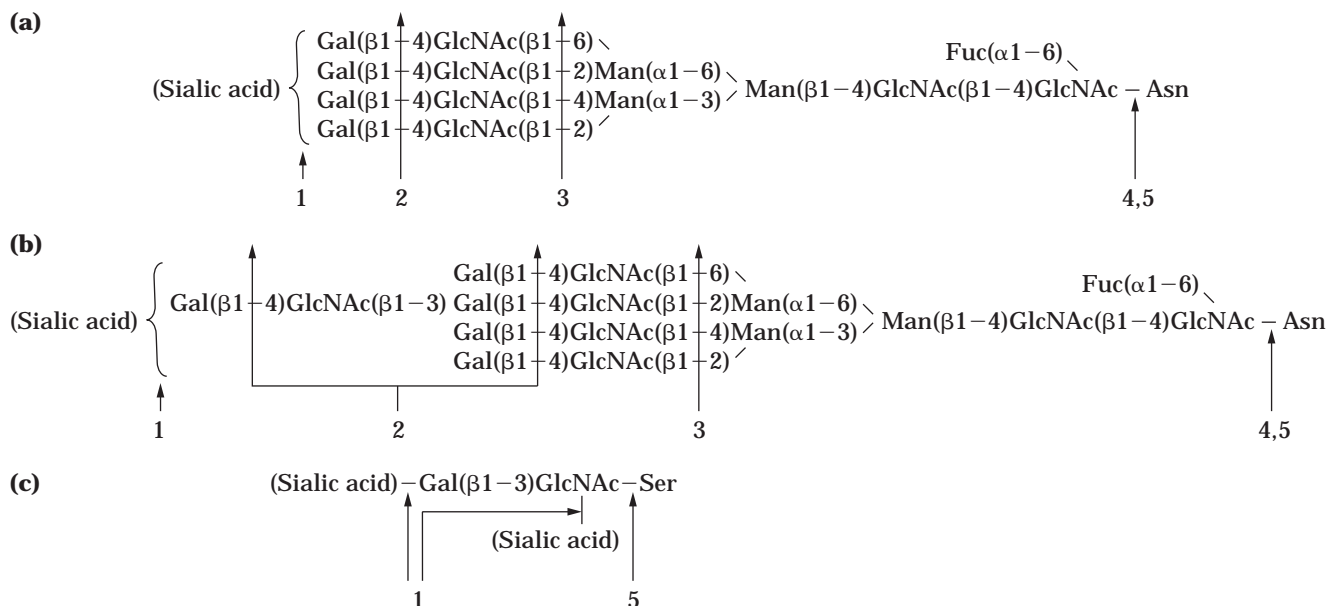 (a)
Gal(β1–4)GlcNAc(β1–6)
Fuc(α1–6)
Gal(β1–4)GlcNAc(β1–2)Man(α1–6)
(Sialic acid)
Man(β1–4)GlcNAc(β1–4)GlcNAc – Asn
Gal(β1–4)GlcNAc(β1–4)Man(α1–3)
Gal(β1–4)GlcNAc(β1–2)
1
2
3
4,5
(b)
Gal(β1–4)GlcNAc(β1–6)
Fuc(α1–6)
Gal(β1–4)GlcNAc(β1–3) Gal(β1–4)GlcNAc(β1–2)Man(α1–6)
(Sialic acid)
Man(β1–4)GlcNAc(β1–4)GlcNAc – Asn
Gal(β1–4)GlcNAc(β1–4)Man(α1–3)
Gal(β1–4)GlcNAc(β1–2)
1
2
3
4,5
(c)
(Sialic acid)–Gal(β1–3)GlcNAc–Ser
(Sialic acid)
1
5